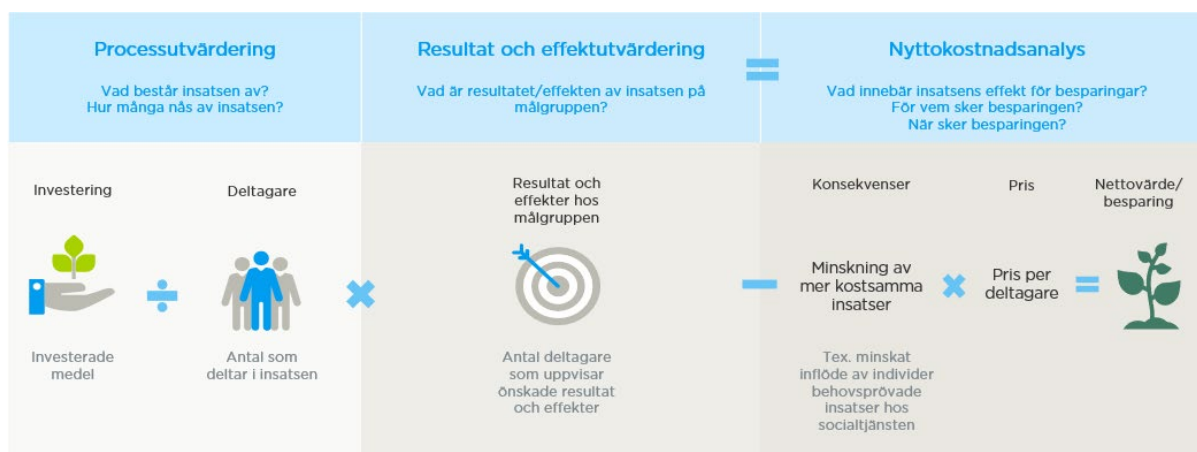 Processutvärdering
Vad består insatsen av?
Hur många nås av insatsen?
Resultat och effektutvärdering
Vad är resultatet/effekten av insatsen på
målgruppen?
=
Nyttokostnadsanalys
Vad innebär insatsens effekt för besparingar?
För vem sker besparingen?
När sker besparingen?
Investering
÷
Investerade
medel
Deltagare
Antal som
deltar i insatsen
×
Resultat och
effekter hos
målgruppen
Antal deltagare
som uppvisar
önskade resultat
och effekter
−
Konsekvenser
Minskning av
mer kostsamma
insatser
Tex. minskat
inflöde av individer
behovsprövade
insatser hos
socialtjänsten
×
Pris
Pris per
deltagare
=
Nettovärde/
besparing